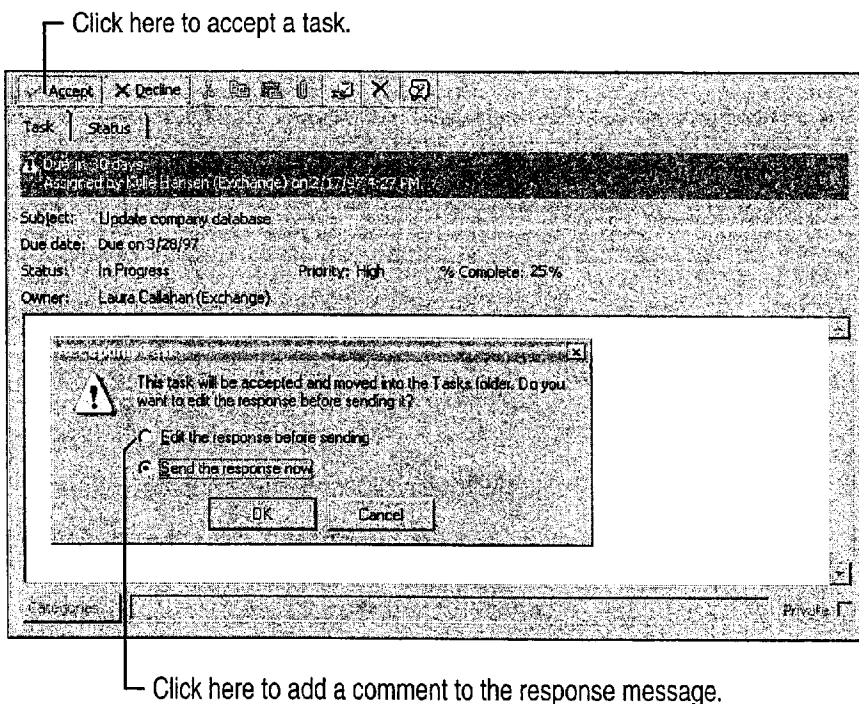 Click here to accept a task.
Accept Decline
Task Status
Due in 30 days.
Assigned by Kille Hansen (Exchange) on 2/17/97 4:27 PM.
Subject: Update company database
Due date: Due on 3/28/97
Status: In Progress Priority: High % Complete: 25%
Owner: Laura Callahan (Exchange)
This task will be accepted and moved into the Tasks folder. Do you
want to edit the response before sending it?
Edit the response before sending
Send the response now
OK Cancel
Categories... Private
Click here to add a comment to the response message.